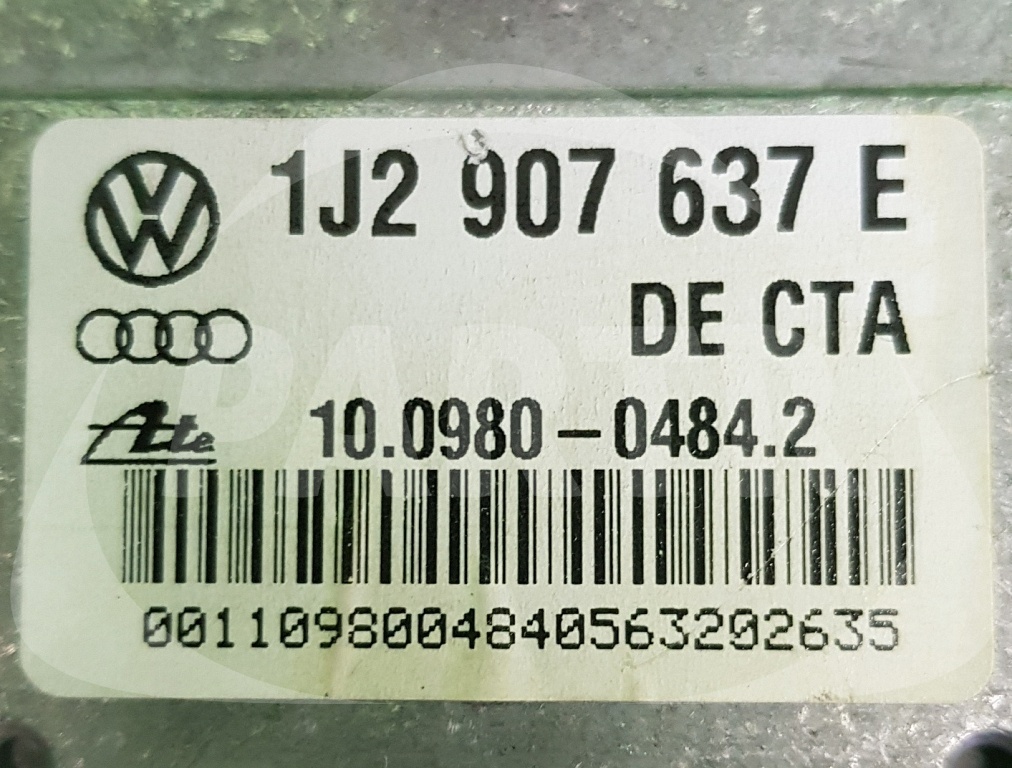 1J2 907 637 E
DE CTA
Ate 10.0980-0484.2
0011098004840563202635